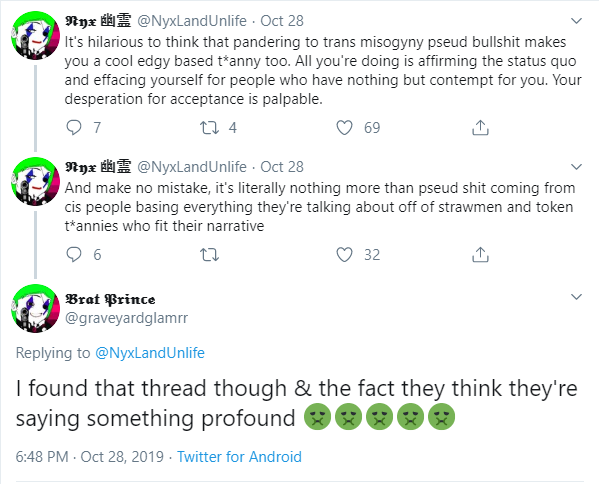 𝕹𝖞𝖝 幽霊 @NyxLandUnlife · Oct 28
It's hilarious to think that pandering to trans misogyny pseud bullshit makes
you a cool edgy based t*anny too. All you're doing is affirming the status quo
and effacing yourself for people who have nothing but contempt for you. Your
desperation for acceptance is palpable.
7 4 69
𝕹𝖞𝖝 幽霊 @NyxLandUnlife · Oct 28
And make no mistake, it's literally nothing more than pseud shit coming from
cis people basing everything they're talking about off of strawmen and token
t*annies who fit their narrative
6 32
𝕭𝖗𝖆𝖙 𝕻𝖗𝖎𝖓𝖈𝖊
@graveyardglamrr
Replying to @NyxLandUnlife
I found that thread though & the fact they think they're
saying something profound 🤢🤢🤢🤢🤢
6:48 PM · Oct 28, 2019 · Twitter for Android